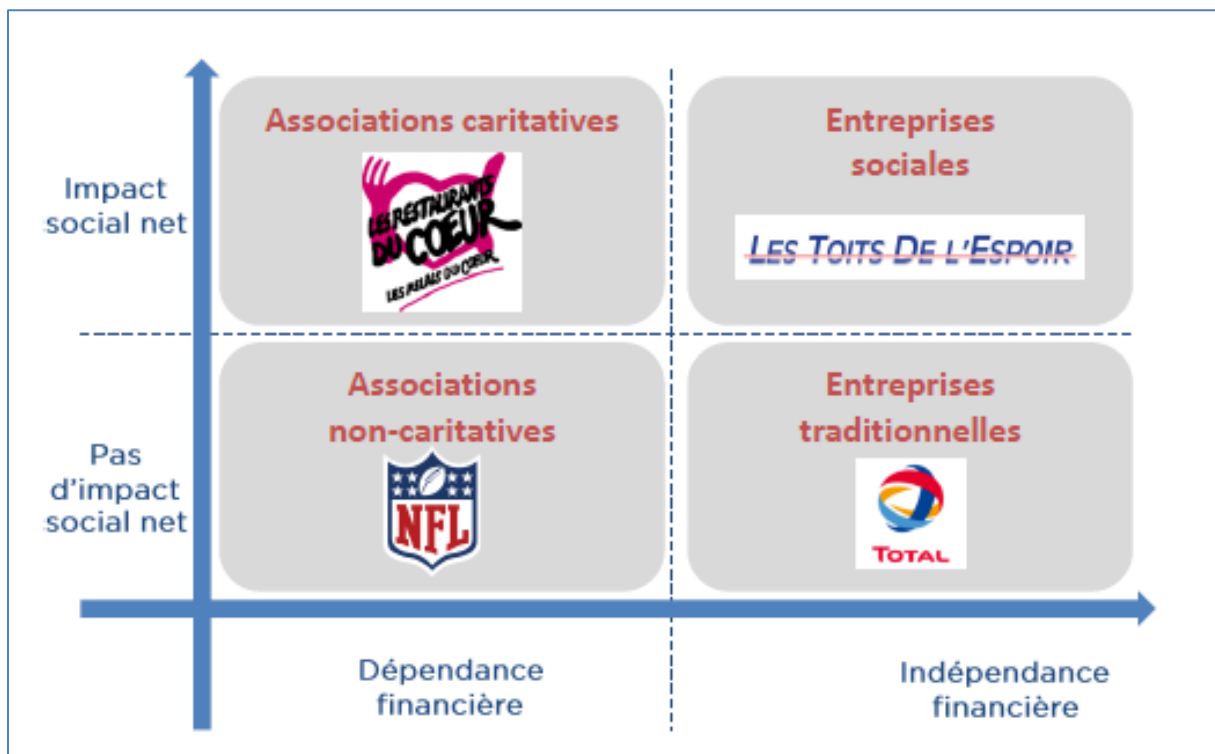 Associations caritatives
LES RESTAURANTS
DU COEUR
LES RELAIS DU COEUR
Entreprises
sociales
LES TOITS DE L'ESPOIR
Impact
social net
Associations
non-caritatives
NFL
Entreprises
traditionnelles
TOTAL
Pas
d'impact
social net
Dépendance
financière
Indépendance
financière